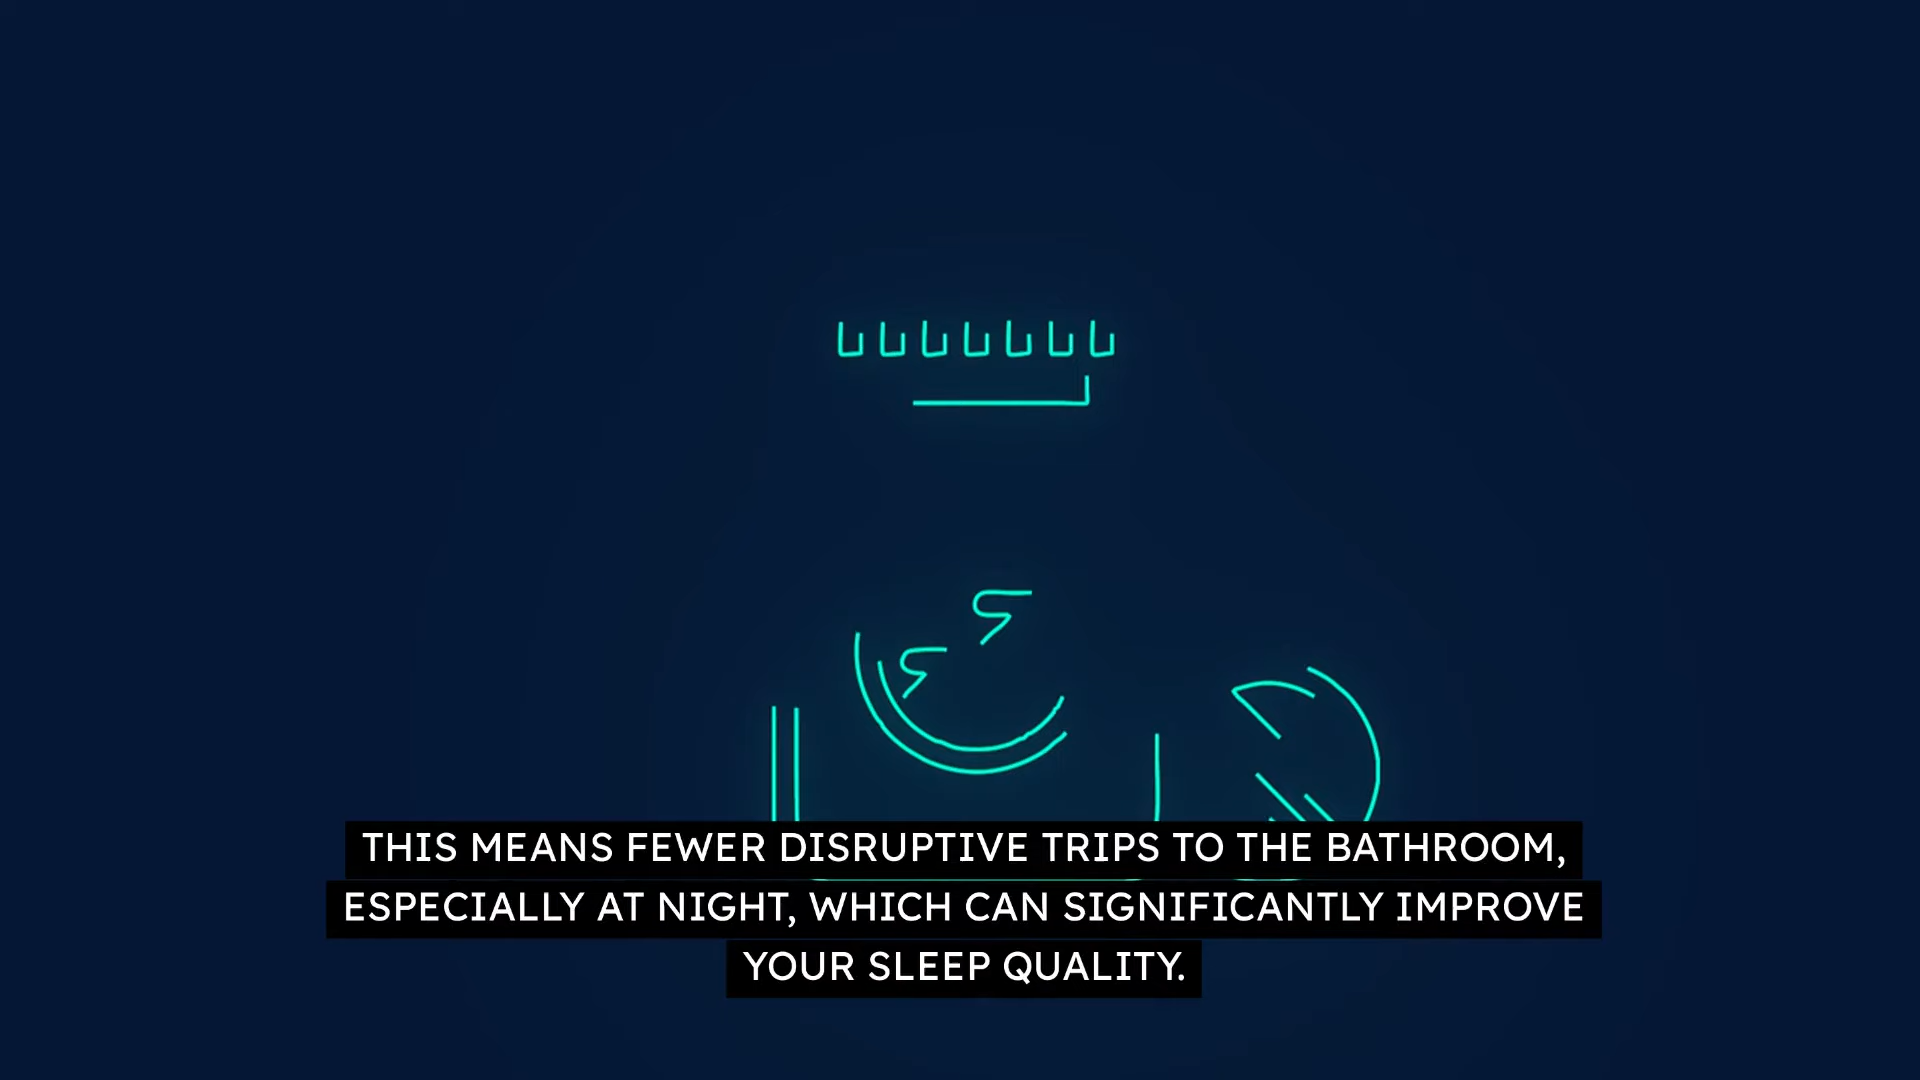 THIS MEANS FEWER DISRUPTIVE TRIPS TO THE BATHROOM,
ESPECIALLY AT NIGHT, WHICH CAN SIGNIFICANTLY IMPROVE
YOUR SLEEP QUALITY.